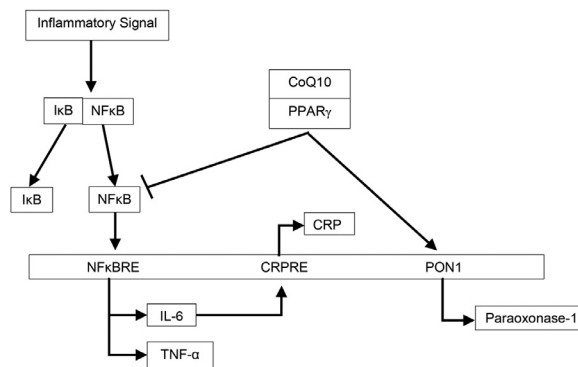 Inflammatory Signal
CoQ10
PPARγ
IκB NFκB
IκB
NFκB
CRP
NFκBRE CRPRE PON1
IL-6
Paraoxonase-1
TNF-α